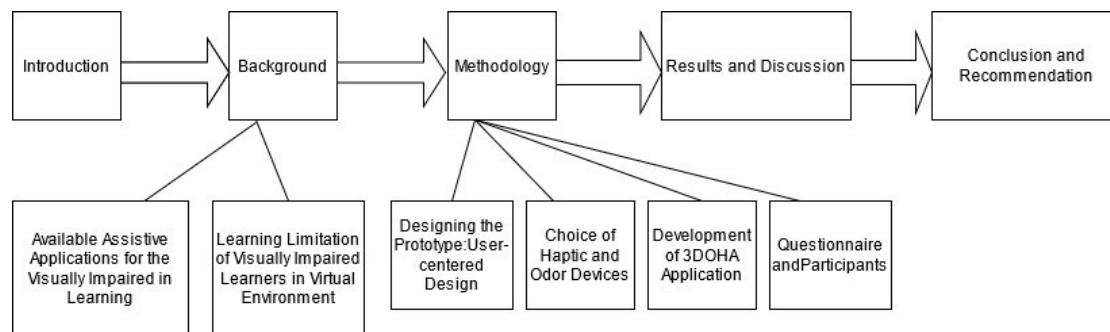 Introduction
Background
Methodology
Results and Discussion
Conclusion and
Recommendation
Available Assistive
Applications for the
Visually Impaired in
Learning
Learning Limitation
of Visually Impaired
Learners in Virtual
Environment
Designing the
Prototype:User-
centered
Design
Choice of
Haptic and
Odor Devices
Development
of 3DOHA
Application
Questionnaire
andParticipants